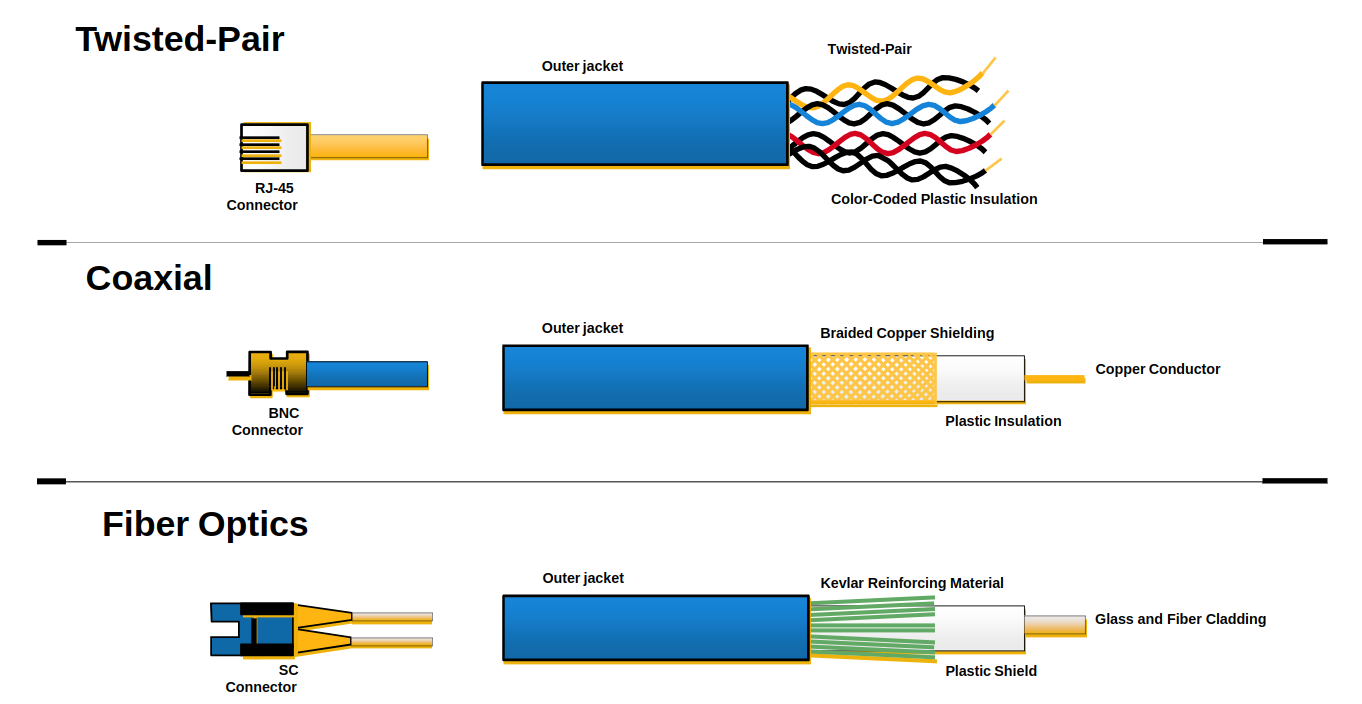 Twisted-Pair
Outer jacket
Twisted-Pair
RJ-45
Connector
Color-Coded Plastic Insulation
Coaxial
Outer jacket
Braided Copper Shielding
Copper Conductor
BNC
Connector
Plastic Insulation
Fiber Optics
Outer jacket
Kevlar Reinforcing Material
Glass and Fiber Cladding
SC
Connector
Plastic Shield